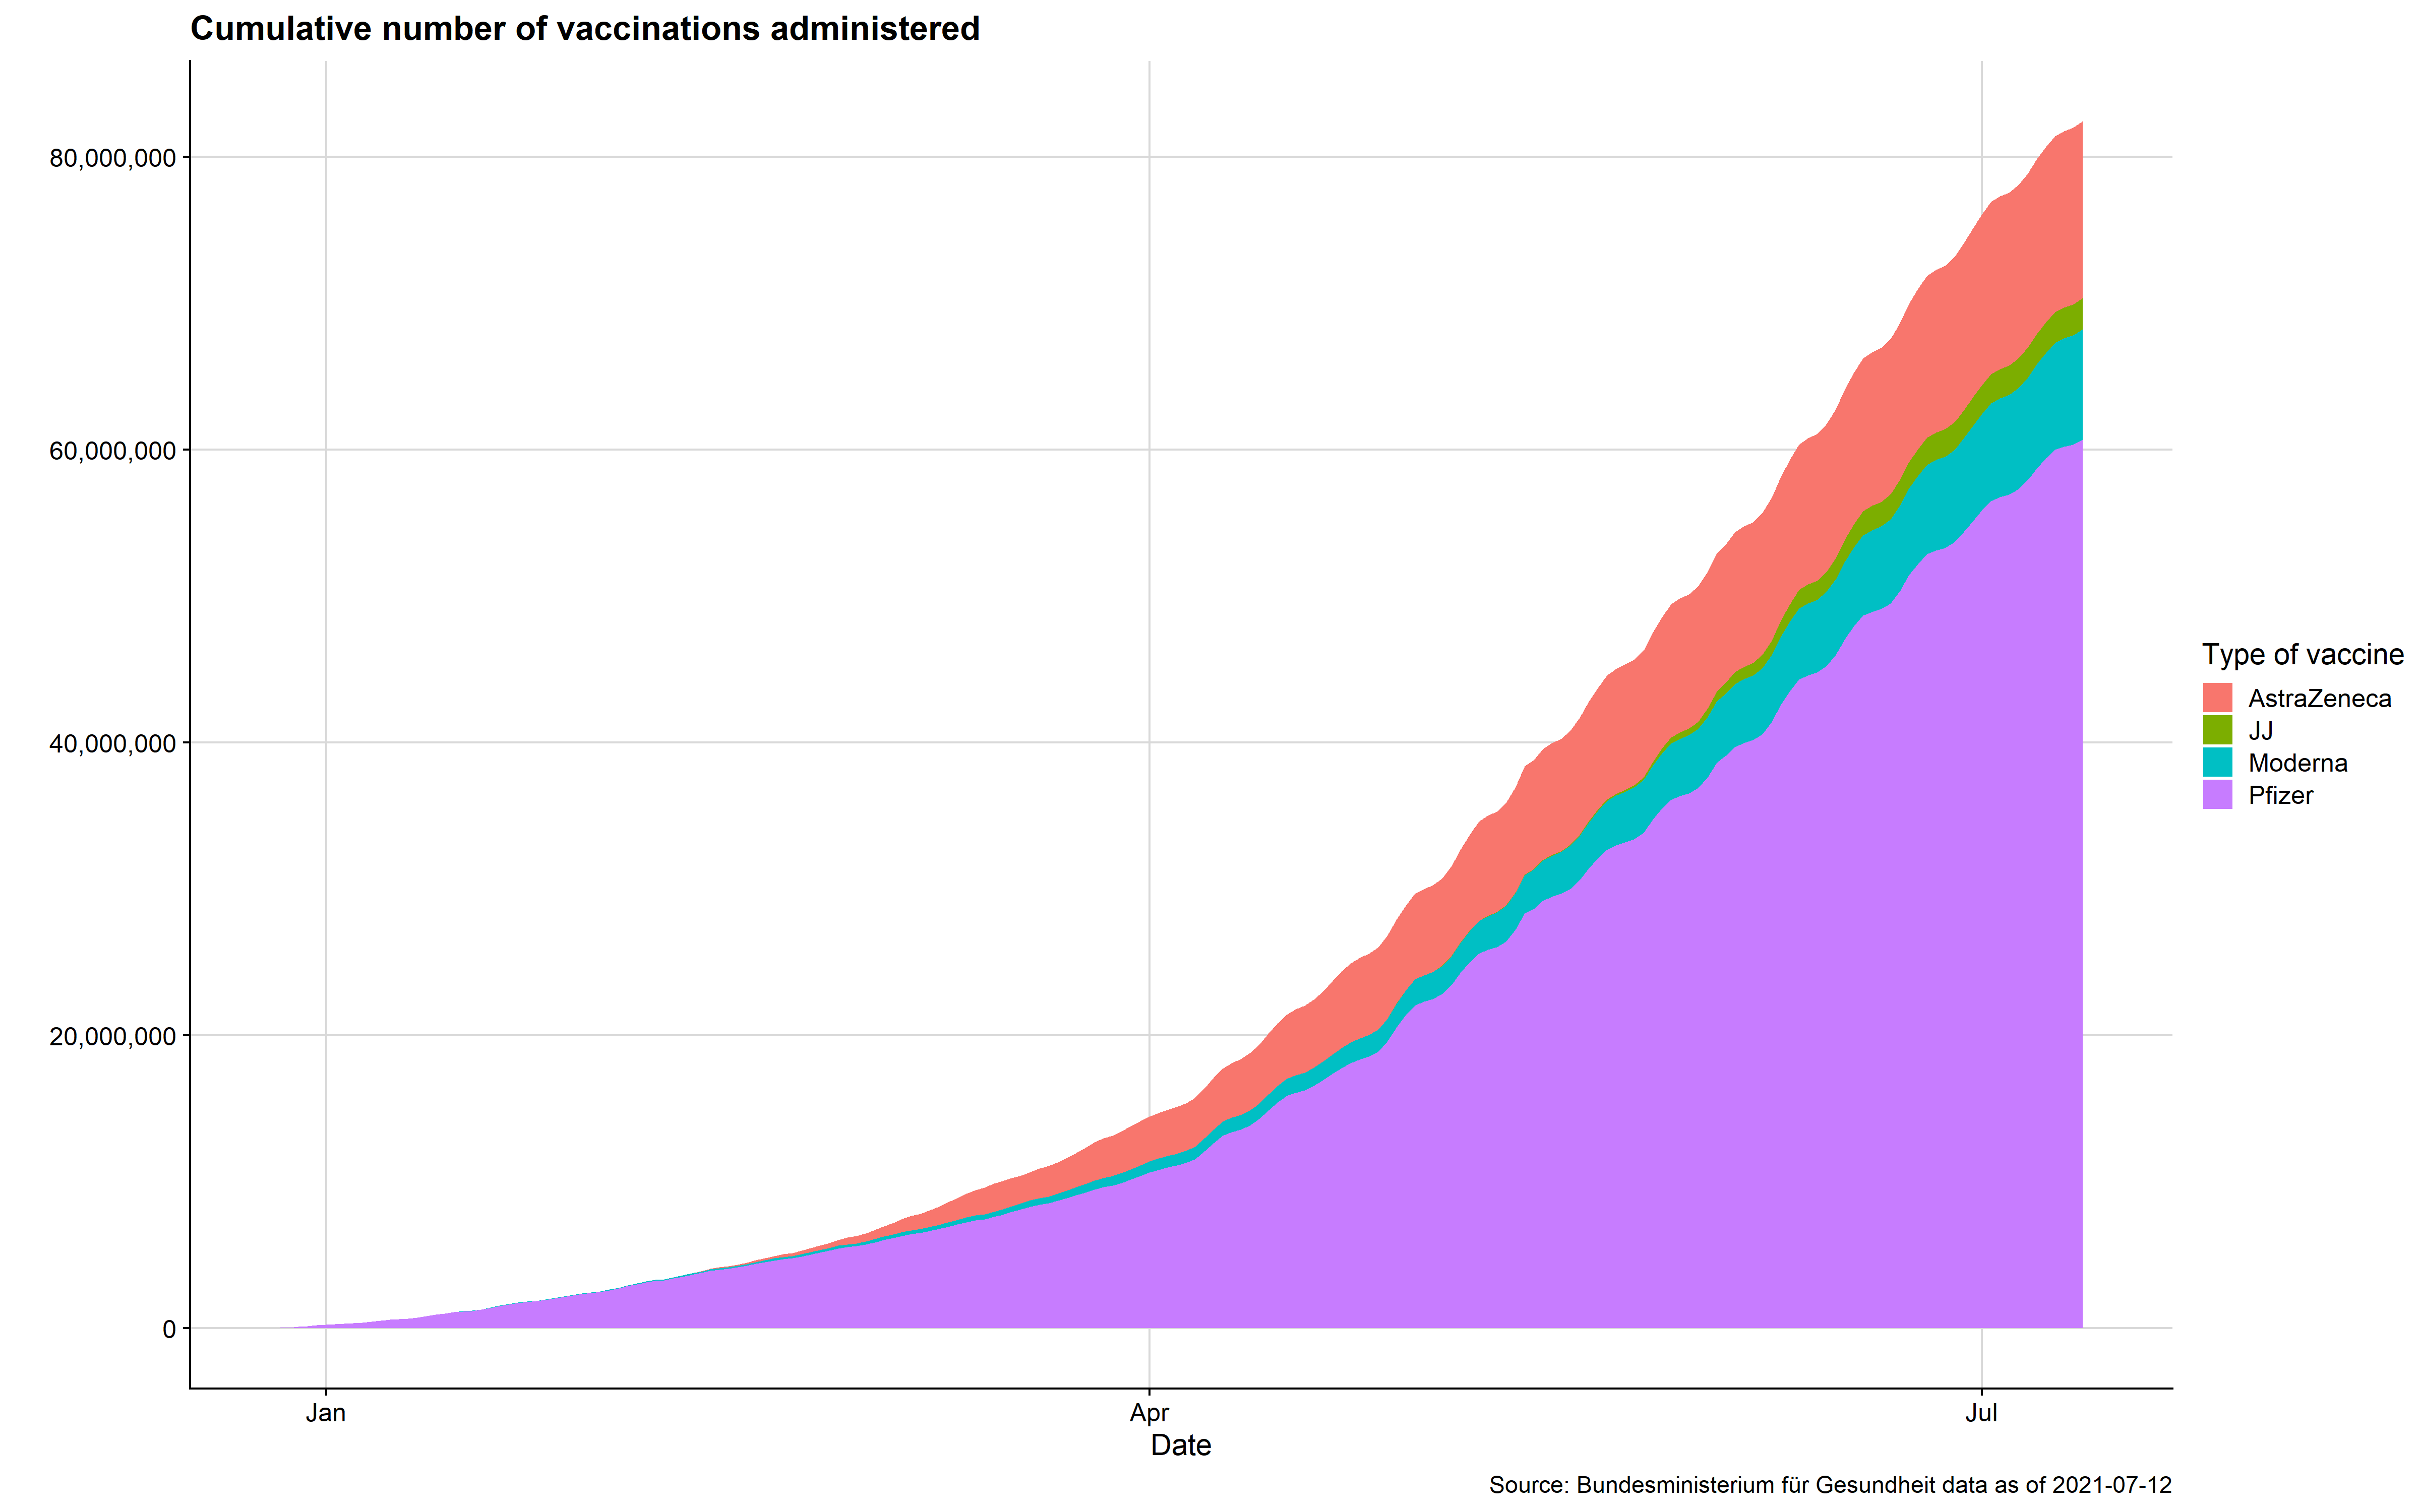 Cumulative number of vaccinations administered
80,000,000
60,000,000
40,000,000
20,000,000
0
Jan
Apr
Jul
Date
Type of vaccine
AstraZeneca
JJ
Moderna
Pfizer
Source: Bundesministerium für Gesundheit data as of 2021-07-12